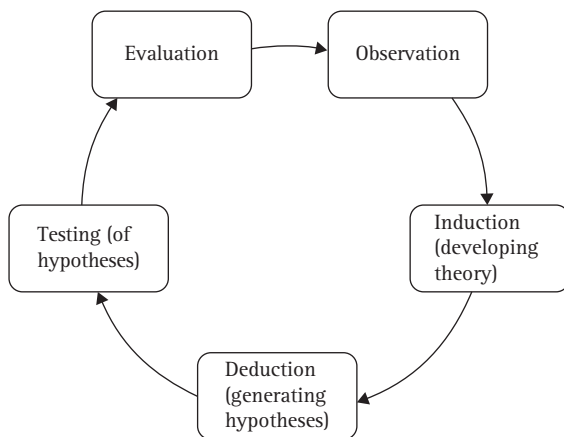 Evaluation
Observation
Induction
(developing
theory)
Deduction
(generating
hypotheses)
Testing (of
hypotheses)